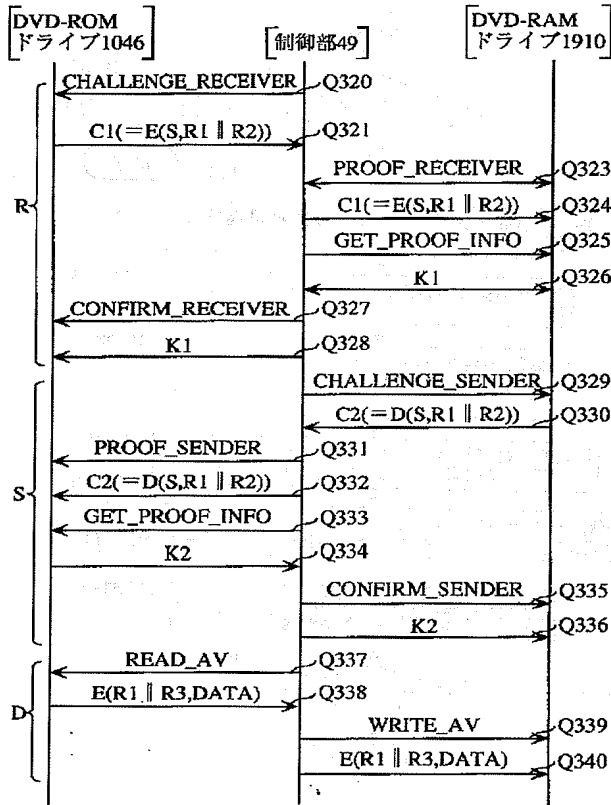 DVD-ROM
ドライブ1046
制御部49
DVD-RAM
ドライブ1910
CHALLENGE_RECEIVER
Q320
C1(=E(S,R1 ∥ R2))
Q321
PROOF_RECEIVER
Q323
R
C1(=E(S,R1 ∥ R2))
Q324
GET_PROOF_INFO
Q325
K1
Q326
CONFIRM_RECEIVER
Q327
K1
Q328
CHALLENGE_SENDER
Q329
C2(=D(S,R1 ∥ R2))
Q330
PROOF_SENDER
Q331
S
C2(=D(S,R1 ∥ R2))
Q332
GET_PROOF_INFO
Q333
K2
Q334
CONFIRM_SENDER
Q335
K2
Q336
READ_AV
Q337
D
E(R1 ∥ R3,DATA)
Q338
WRITE_AV
Q339
E(R1 ∥ R3,DATA)
Q340